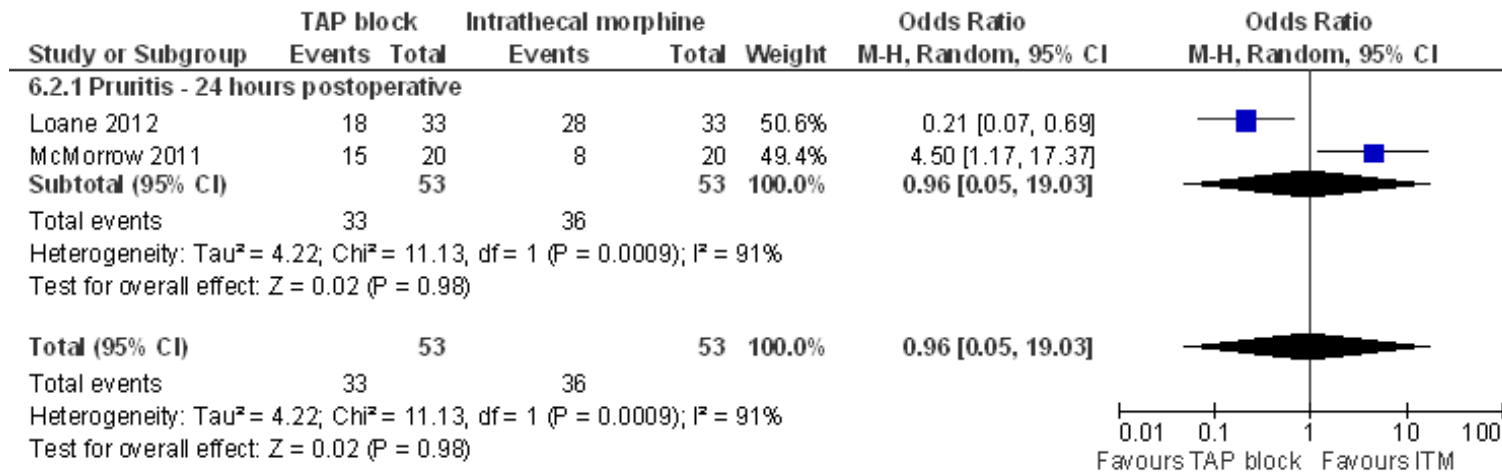 TAP block Intrathecal morphine Odds Ratio Odds Ratio
Study or Subgroup Events Total Events Total Weight M-H, Random, 95% CI M-H, Random, 95% CI
6.2.1 Pruritis - 24 hours postoperative
Loane 2012 18 33 28 33 50.6% 0.21 [0.07, 0.69]
McMorrow 2011 15 20 8 20 49.4% 4.50 [1.17, 17.37]
Subtotal (95% CI) 53 53 100.0% 0.96 [0.05, 19.03]
Total events 33 36
Heterogeneity: Tau² = 4.22; Chi² = 11.13, df = 1 (P = 0.0009); I² = 91%
Test for overall effect: Z = 0.02 (P = 0.98)
Total (95% CI) 53 53 100.0% 0.96 [0.05, 19.03]
Total events 33 36
Heterogeneity: Tau² = 4.22; Chi² = 11.13, df = 1 (P = 0.0009); I² = 91%
Test for overall effect: Z = 0.02 (P = 0.98)
0.01 0.1 1 10 100
Favours TAP block Favours ITM